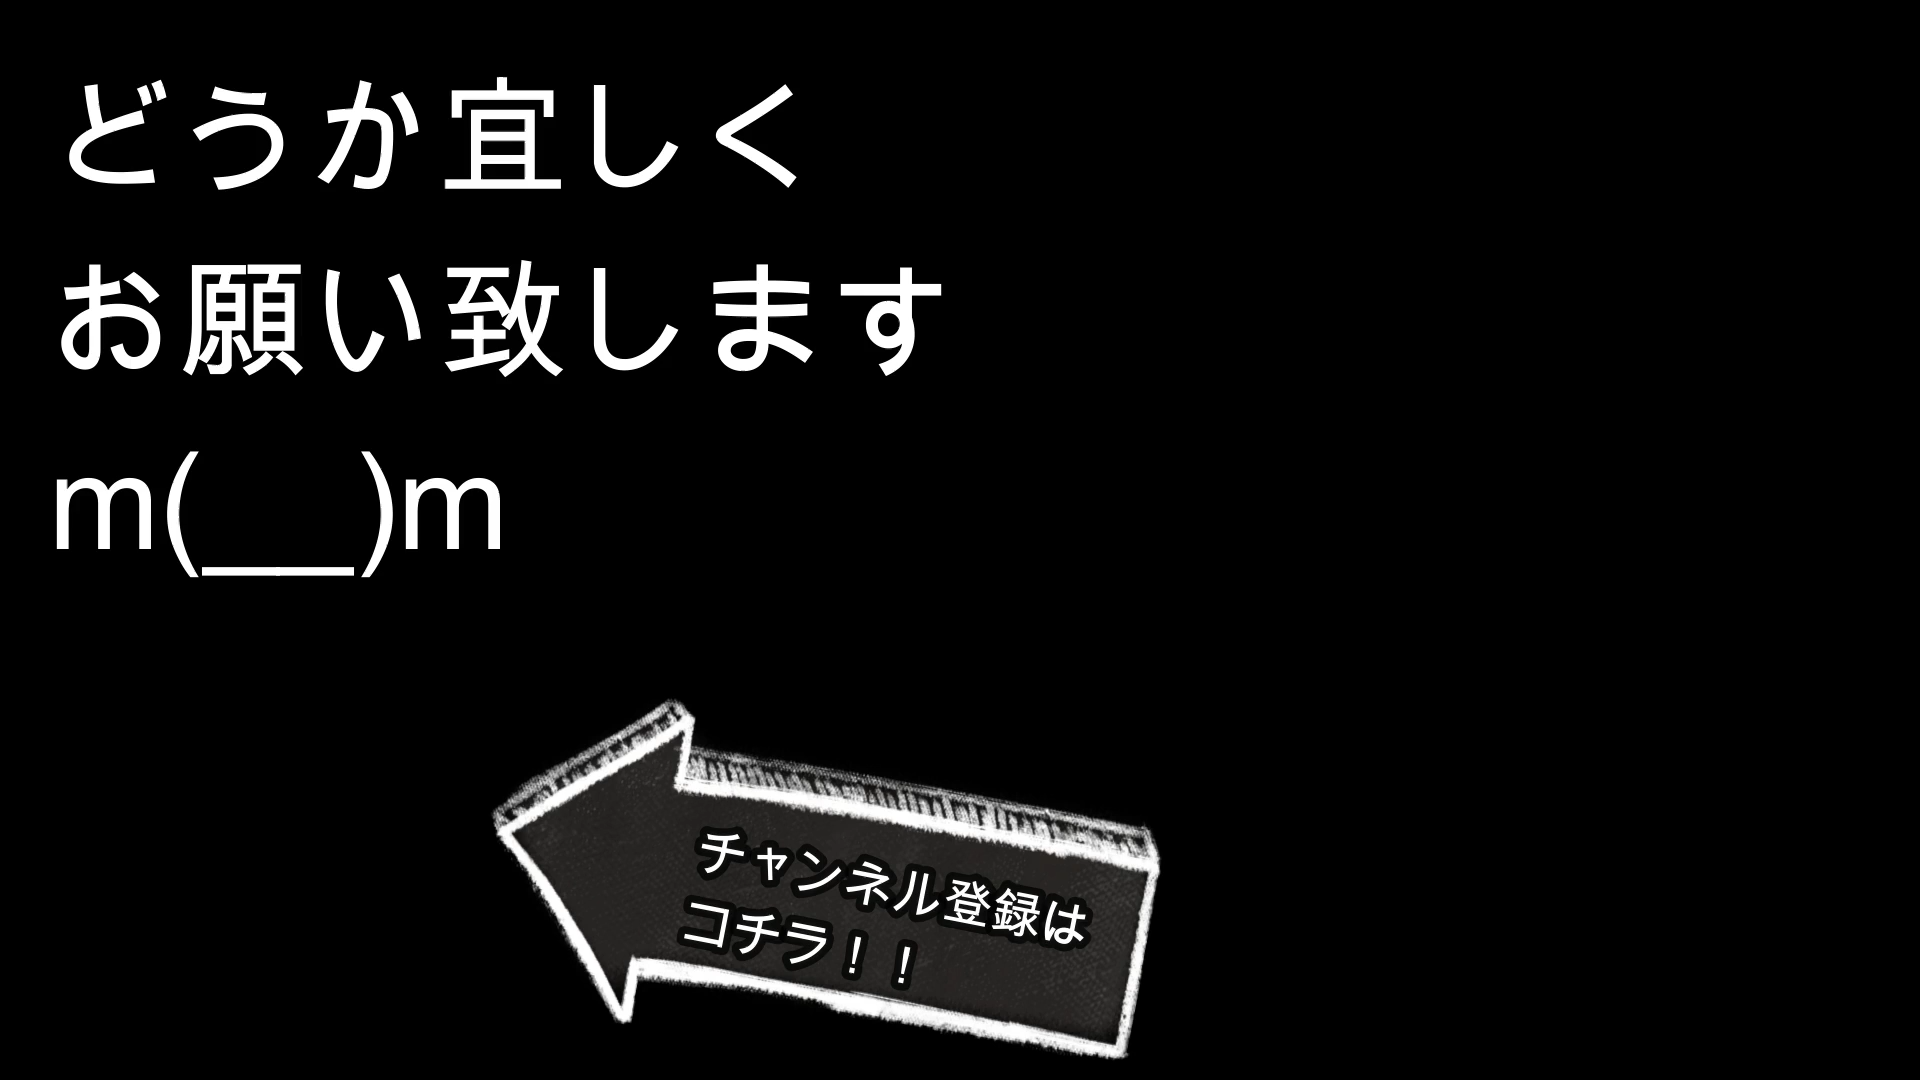 どうか宜しく
お願い致します
m(__)m
チャンネル登録は
コチラ！！